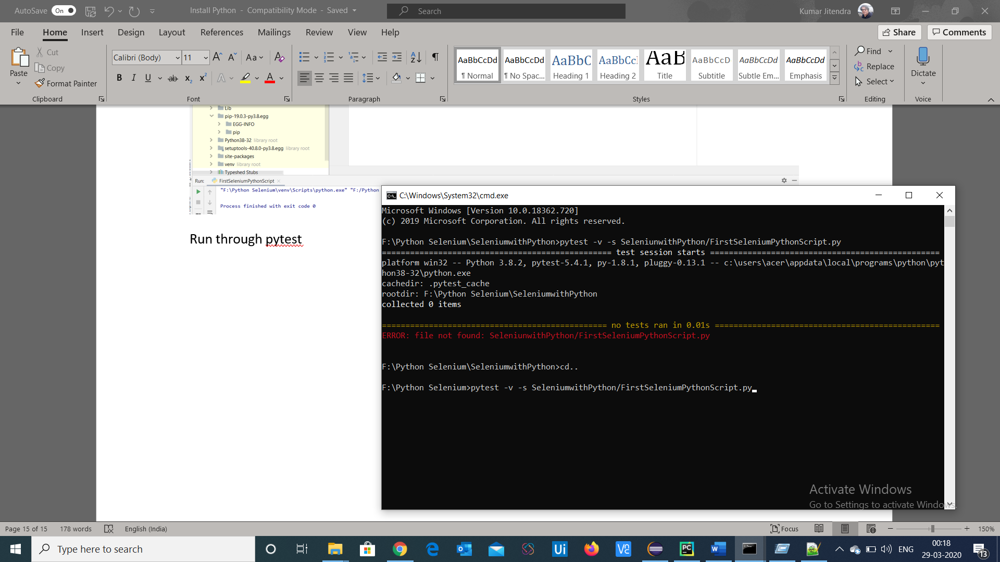 AutoSave On Install Python - Compatibility Mode - Saved Search Kumar Jitendra
File Home Insert Design Layout References Mailings Review View Help Share Comments
Paste Cut Copy Format Painter Clipboard
Calibri (Body) 11 Font
Paragraph
AaBbCcDd ¶ Normal
AaBbCcDd ¶ No Spac...
AaBbC Heading 1
AaBbCc Heading 2
AaB Title
AaBbCcD Subtitle
AaBbCcDd Subtle Em...
AaBbCcDd Emphasis
Styles
Find Replace Select Editing
Dictate Voice
Lib
pip-19.0.3-py3.8.egg
EGG-INFO
pip
Python38-32 library root
setuptools-40.8.0-py3.8.egg library root
site-packages
venv library root
Typeshed Stubs
Run: FirstSeleniumPythonScript
"F:\Python Selenium\venv\Scripts\python.exe" "F:/Python
Process finished with exit code 0
Run through pytest
C:\Windows\System32\cmd.exe
Microsoft Windows [Version 10.0.18362.720]
(c) 2019 Microsoft Corporation. All rights reserved.
F:\Python Selenium\SeleniumwithPython>pytest -v -s SeleniunwithPython/FirstSeleniumPythonScript.py
================================================= test session starts =================================================
platform win32 -- Python 3.8.2, pytest-5.4.1, py-1.8.1, pluggy-0.13.1 -- c:\users\acer\appdata\local\programs\python\pyt
hon38-32\python.exe
cachedir: .pytest_cache
rootdir: F:\Python Selenium\SeleniumwithPython
collected 0 items
================================================ no tests ran in 0.01s ================================================
ERROR: file not found: SeleniunwithPython/FirstSeleniumPythonScript.py
F:\Python Selenium\SeleniumwithPython>cd..
F:\Python Selenium>pytest -v -s SeleniumwithPython/FirstSeleniumPythonScript.py
Activate Windows
Go to Settings to activate Windows.
Page 15 of 15 178 words English (India) Focus 150%
Type here to search ENG 00:18
29-03-2020 13